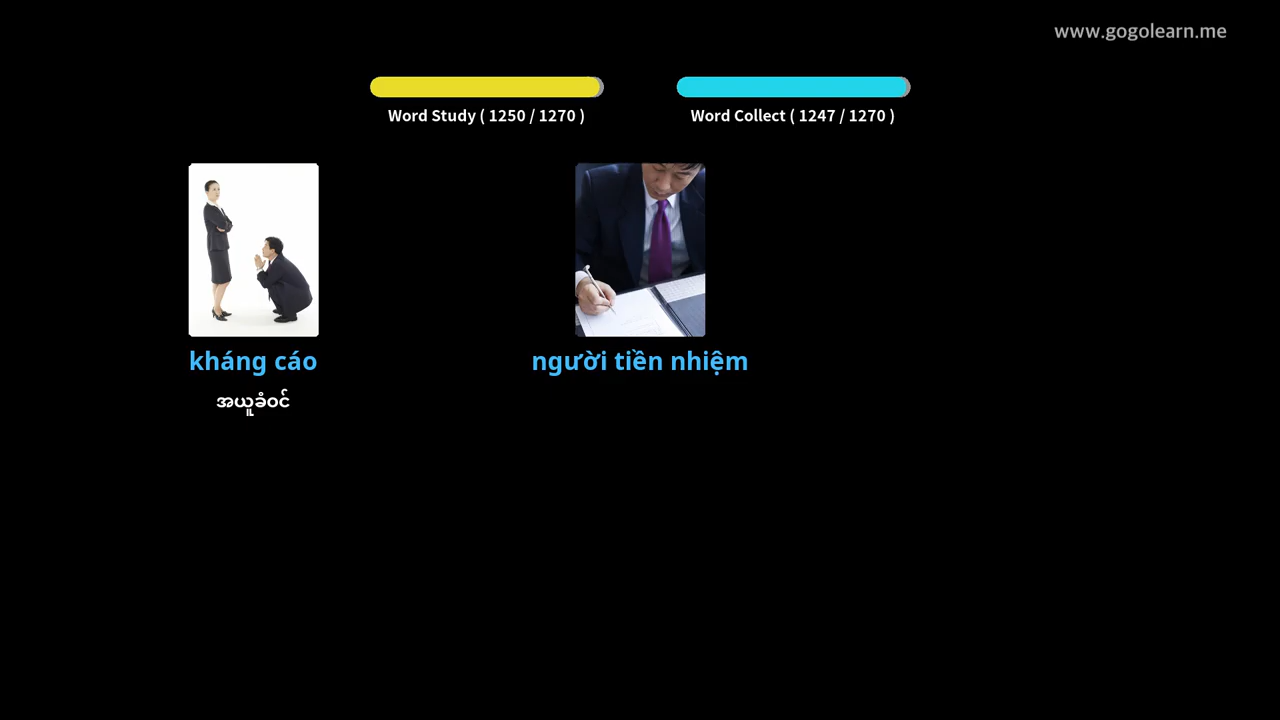 www.gogolearn.me
Word Study ( 1250 / 1270 )
Word Collect ( 1247 / 1270 )
kháng cáo
người tiền nhiệm
အယူခံဝင်